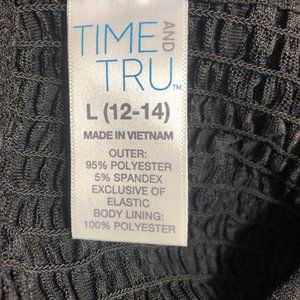 TIME AND
TRU™
L (12-14)
MADE IN VIETNAM
OUTER:
95% POLYESTER
5% SPANDEX
EXCLUSIVE OF
ELASTIC
BODY LINING:
100% POLYESTER